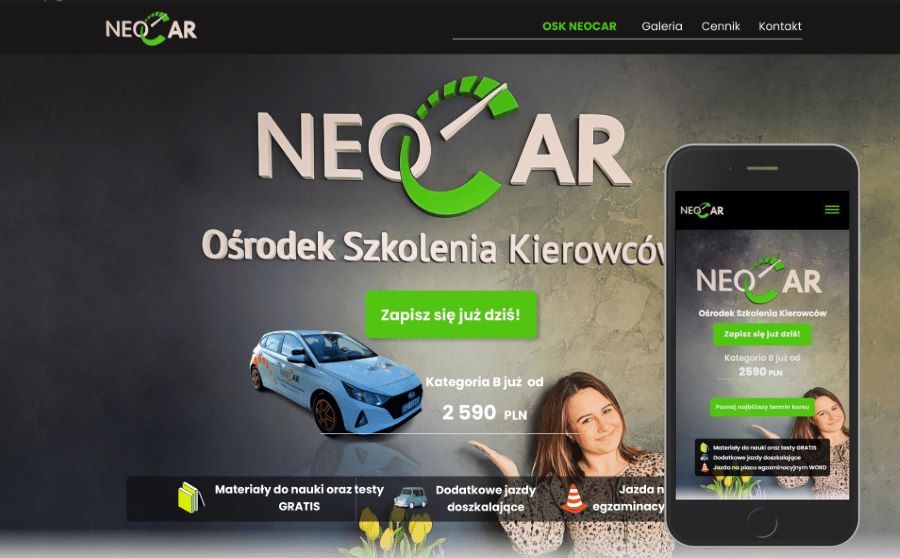 NEOCAR
OSK NEOCAR Galeria Cennik Kontakt
NEOCAR
Ośrodek Szkolenia Kierowców
Zapisz się już dziś!
NEOCAR
Kategoria B już od
2 590 PLN
Materiały do nauki oraz testy
GRATIS
Dodatkowe jazdy
doszkalające
Jazda n
egzaminacy
NEOCAR
NEOCAR
Ośrodek Szkolenia Kierowców
Zapisz się już dziś!
Kategoria B już od
2590 PLN
Poznaj najbliższy termin kursu
Materiały do nauki oraz testy GRATIS
Dodatkowe jazdy doszkalające
Jazda na placu egzaminacyjnym WORD